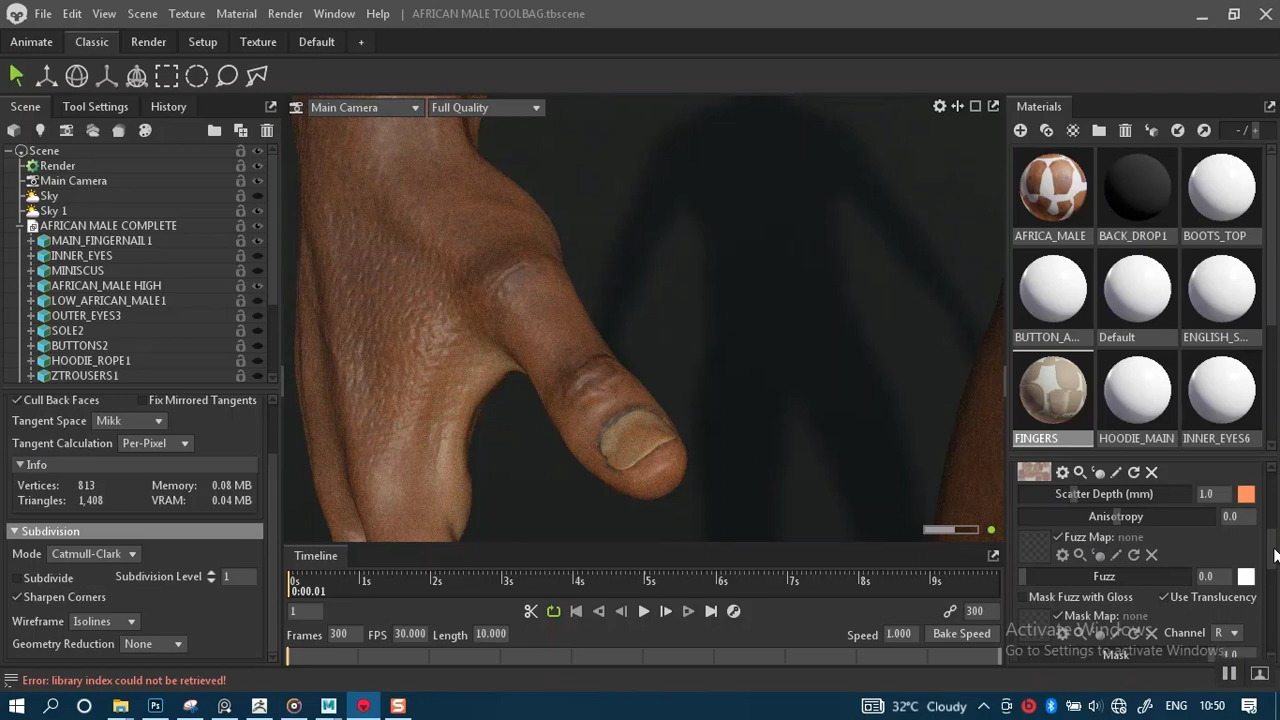 File Edit View Scene Texture Material Render Window Help AFRICAN MALE TOOLBAG.tbscene
Animate Classic Render Setup Texture Default +
Scene Tool Settings History
Main Camera Full Quality
Materials
- / +
Scene
Render
Main Camera
Sky
Sky 1
AFRICAN MALE COMPLETE
MAIN_FINGERNAIL1
INNER_EYES
MINISCUS
AFRICAN_MALE HIGH
LOW_AFRICAN_MALE1
OUTER_EYES3
SOLE2
BUTTONS2
HOODIE_ROPE1
ZTROUSERS1
AFRICA_MALE BACK_DROP1 BOOTS_TOP
BUTTON_A... Default ENGLISH_S...
FINGERS HOODIE_MAIN INNER_EYES6
Cull Back Faces Fix Mirrored Tangents
Tangent Space Mikk
Tangent Calculation Per-Pixel
Info
Vertices: 813 Memory: 0.08 MB
Triangles: 1,408 VRAM: 0.04 MB
Subdivision
Mode Catmull-Clark
Subdivide Subdivision Level 1
Sharpen Corners
Wireframe Isolines
Geometry Reduction None
Scatter Depth (mm) 1.0
Anisotropy 0.0
Fuzz Map: none
Fuzz 0.0
Mask Fuzz with Gloss Use Translucency
Mask Map: none
Channel R
Mask 1.0
Activate Windows
Go to Settings to activate Windows.
Timeline
0s 1s 2s 3s 4s 5s 6s 7s 8s 9s
0:00.01
1 300
Frames 300 FPS 30.000 Length 10.000 Speed 1.000 Bake Speed
Error: library index could not be retrieved!
32°C Cloudy ENG 10:50